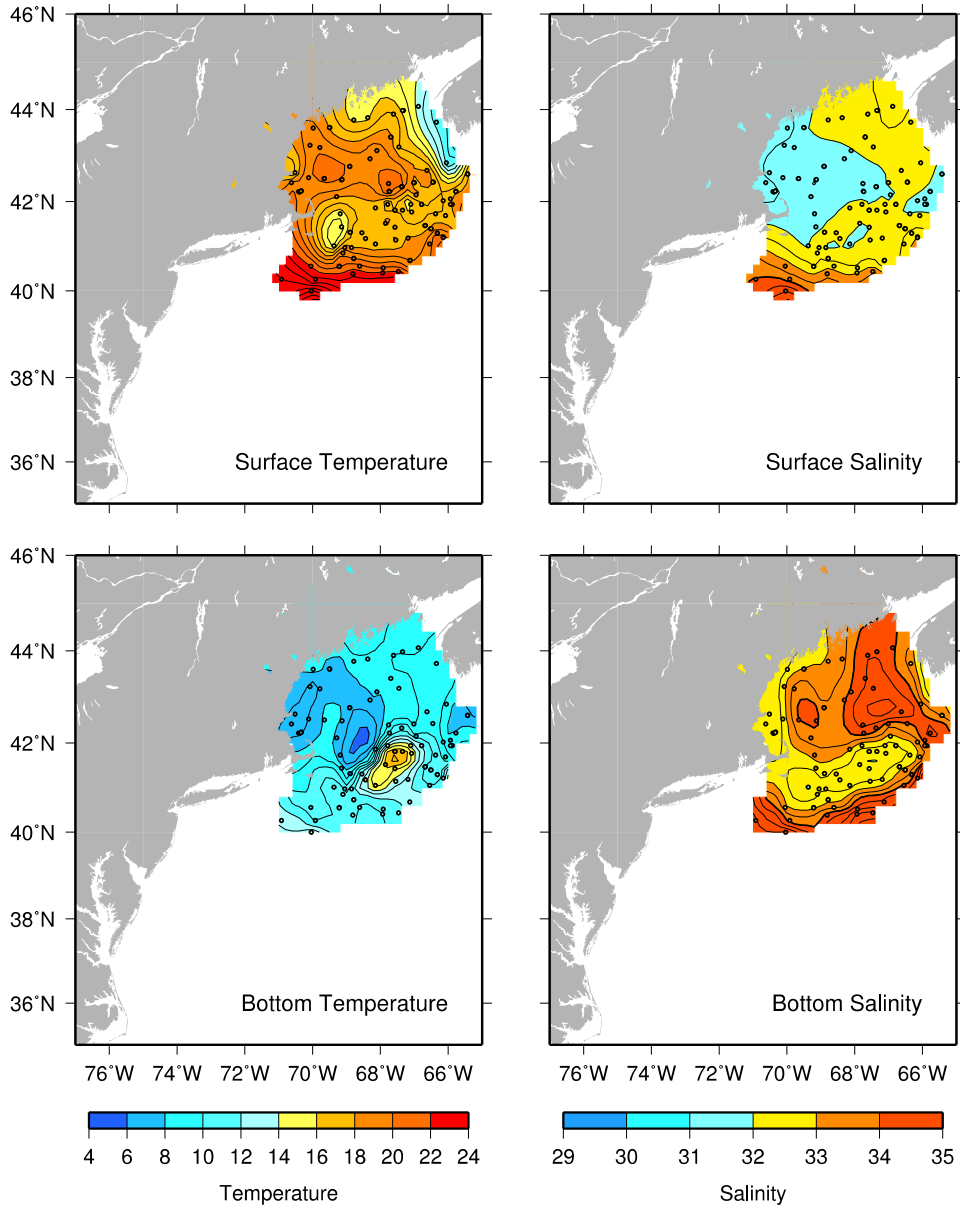 46˚N
44˚N
42˚N
40˚N
38˚N
36˚N
Surface Temperature
Surface Salinity
46˚N
44˚N
42˚N
40˚N
38˚N
36˚N
Bottom Temperature
Bottom Salinity
76˚W 74˚W 72˚W 70˚W 68˚W 66˚W
76˚W 74˚W 72˚W 70˚W 68˚W 66˚W
4 6 8 10 12 14 16 18 20 22 24
Temperature
29 30 31 32 33 34 35
Salinity